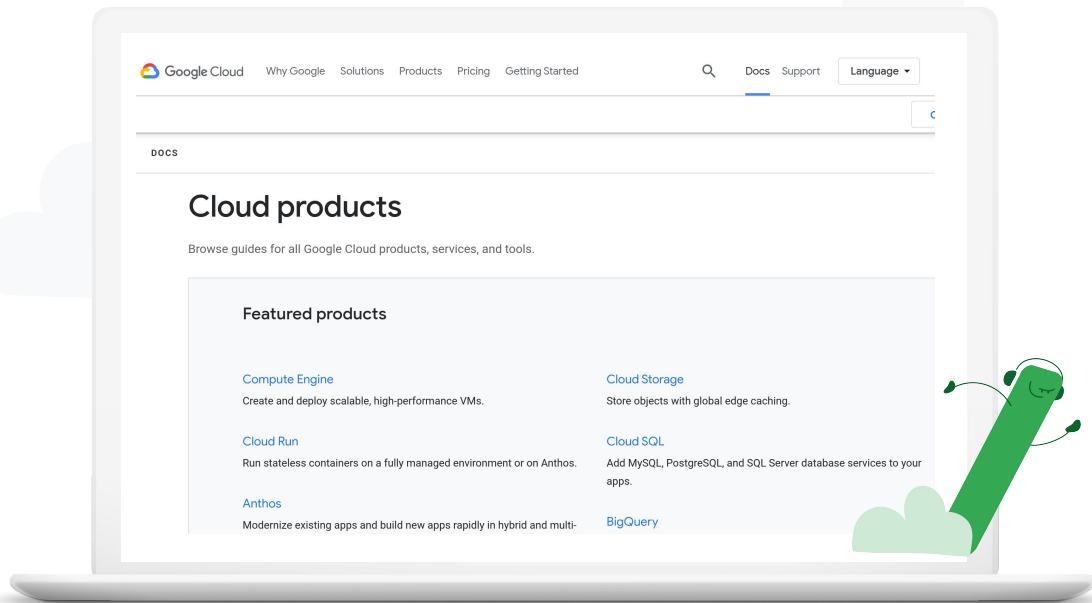 Google Cloud Why Google Solutions Products Pricing Getting Started Docs Support Language
DOCS
Cloud products
Browse guides for all Google Cloud products, services, and tools.
Featured products
Compute Engine
Create and deploy scalable, high-performance VMs.
Cloud Storage
Store objects with global edge caching.
Cloud Run
Run stateless containers on a fully managed environment or on Anthos.
Cloud SQL
Add MySQL, PostgreSQL, and SQL Server database services to your
apps.
Anthos
Modernize existing apps and build new apps rapidly in hybrid and multi-
BigQuery